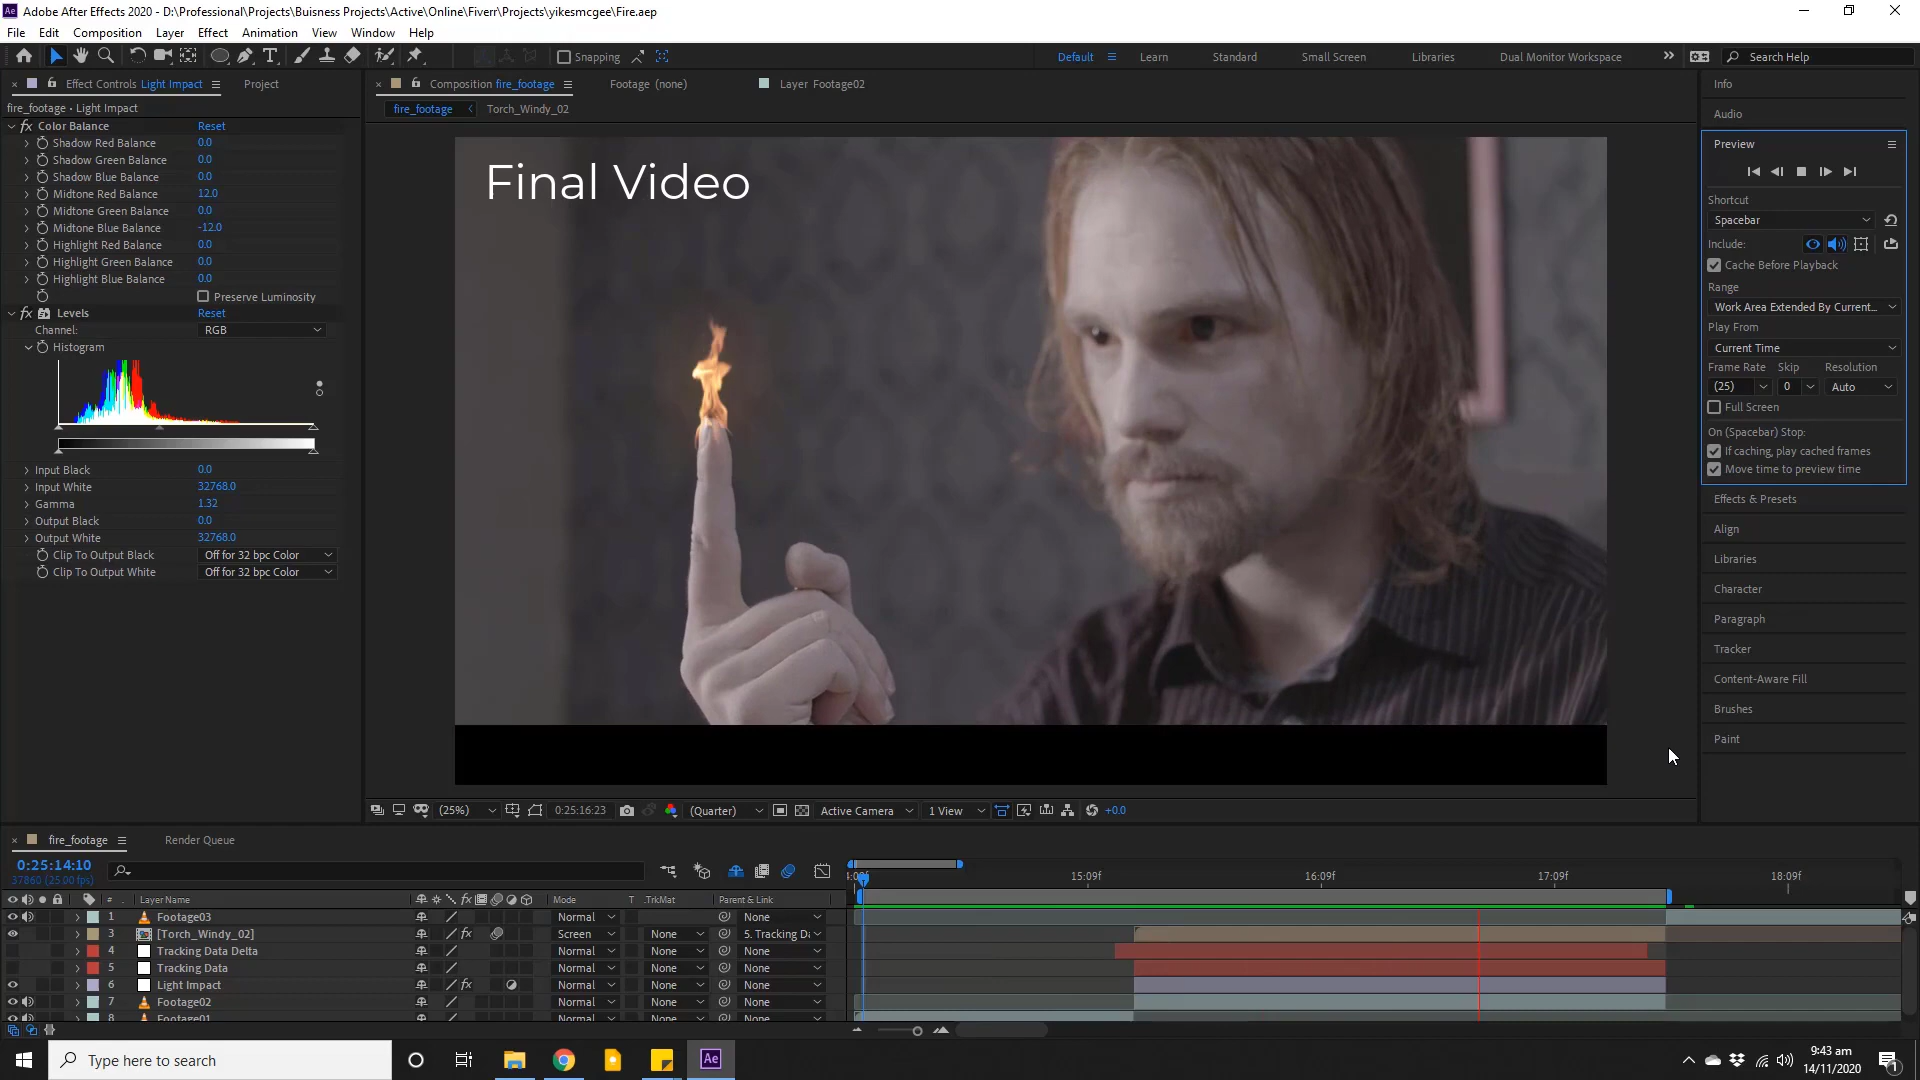 Adobe After Effects 2020 - D:\Professional\Projects\Buisness Projects\Active\Online\Fiverr\Projects\yikesmcgee\Fire.aep
File Edit Composition Layer Effect Animation View Window Help
Snapping
Default Learn Standard Small Screen Libraries Dual Monitor Workspace Search Help
Effect Controls Light Impact Project
fire_footage • Light Impact
Color Balance Reset
Shadow Red Balance 0.0
Shadow Green Balance 0.0
Shadow Blue Balance 0.0
Midtone Red Balance 12.0
Midtone Green Balance 0.0
Midtone Blue Balance -12.0
Highlight Red Balance 0.0
Highlight Green Balance 0.0
Highlight Blue Balance 0.0
Preserve Luminosity
Levels Reset
Channel: RGB
Histogram
Input Black 0.0
Input White 32768.0
Gamma 1.32
Output Black 0.0
Output White 32768.0
Clip To Output Black Off for 32 bpc Color
Clip To Output White Off for 32 bpc Color
Composition fire_footage Footage (none) Layer Footage02
fire_footage Torch_Windy_02
Final Video
(25%) 0:25:16:23 (Quarter) Active Camera 1 View +0.0
Info
Audio
Preview
Shortcut
Spacebar
Include:
Cache Before Playback
Range
Work Area Extended By Current...
Play From
Current Time
Frame Rate Skip Resolution
(25) 0 Auto
Full Screen
On (Spacebar) Stop:
If caching, play cached frames
Move time to preview time
Effects & Presets
Align
Libraries
Character
Paragraph
Tracker
Content-Aware Fill
Brushes
Paint
fire_footage Render Queue
0:25:14:10
37860 (25.00 fps)
15:09f 16:09f 17:09f 18:09f
# Layer Name fx Mode T .TrkMat Parent & Link
1 Footage03 Normal None
3 [Torch_Windy_02] fx Screen None 5. Tracking Da
4 Tracking Data Delta Normal None None
5 Tracking Data Normal None None
6 Light Impact fx Normal None None
7 Footage02 Normal None None
8 Footage01 Normal None None
Type here to search
Ae
9:43 am
14/11/2020
1